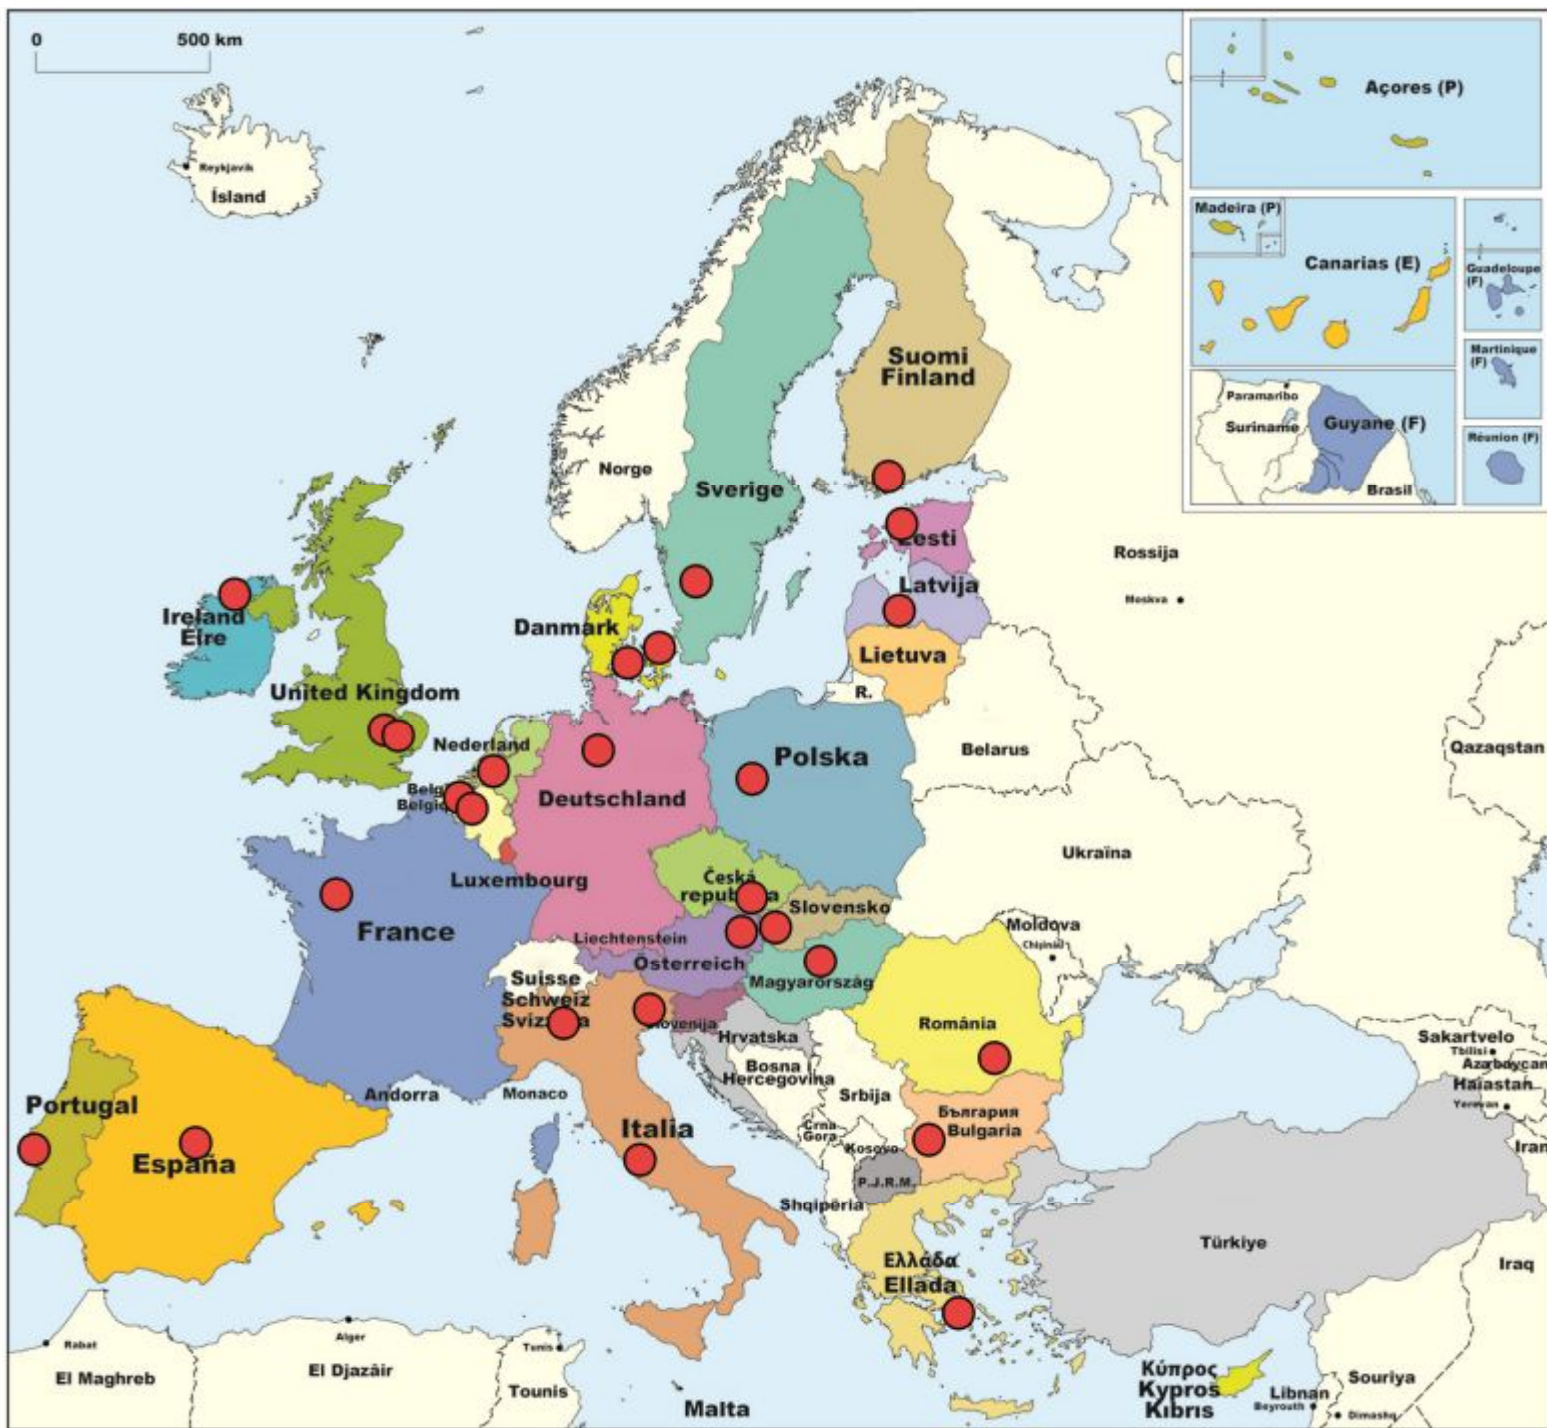 0 500 km
Açores (P)
Reykjavik
Ísland
Madeira (P)
Canarias (E)
Guadeloupe
(F)
Martinique
(F)
Paramaribo
Suriname
Guyane (F)
Brasil
Réunion (F)
Suomi
Finland
Norge
Sverige
Rossija
Moskva
Latvija
Ireland
Éire
Danmark
Lietuva
R.
United Kingdom
Nederland
Belarus
Qazaqstan
Polska
Deutschland
Ukraïna
Luxembourg
Česká
Slovensko
France
Moldova
Chişinău
Liechtenstein
Österreich
Magyarország
Suisse
Schweiz
România
Hrvatska
Sakartvelo
Tbilisi
Azərbaycan
Haiastan
Yerevan
Bosna i
Hercegovina
Srbija
Andorra
Monaco
Portugal
España
Italia
България
Bulgaria
Crna
Gora
Kosovo
P.J.R.M.
Shqipëria
Iran
Türkiye
Iraq
Ελλάδα
Ellada
Rabat
El Maghreb
Alger
El Djazâir
Tunis
Tounis
Malta
Κύπρος
Kypros
Kıbrıs
Libnan
Beyrouth
Souriya
Dimashq